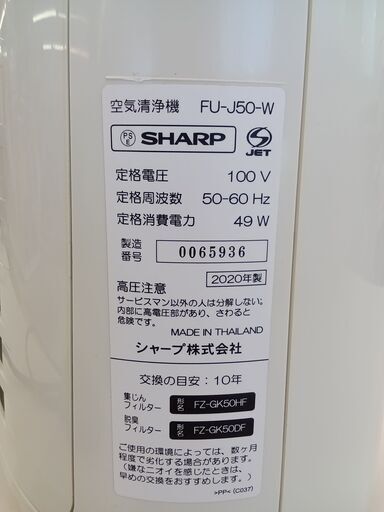 空気清浄機 FU-J50-W
PS E SHARP JET
定格電圧 100 V
定格周波数 50-60 Hz
定格消費電力 49 W
製造番号 0065936
2020年製
高圧注意
サービスマン以外の人は分解しない。
内部に高電圧部があり、さわると
危険です。
MADE IN THAILAND
シャープ株式会社
交換の目安:10年
集じんフィルター 形名 FZ-GK50HF
脱臭フィルター 形名 FZ-GK50DF
ご使用の環境によっては、数ヶ月
程度で劣化する場合があります。
(嫌なニオイを感じたときは、
早めの交換をおすすめします。)
>PP< (C037)